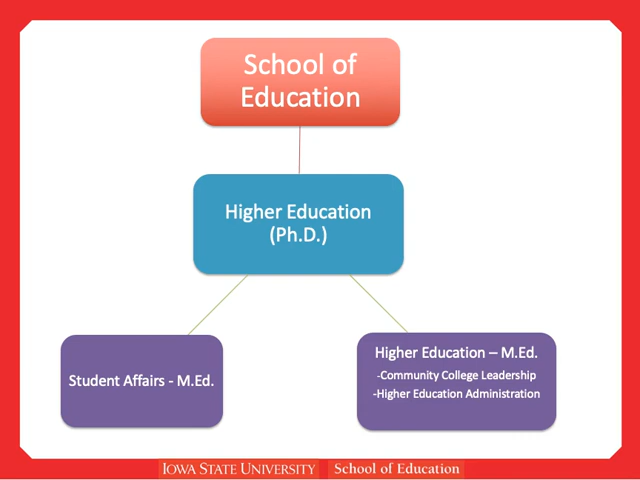 School of
Education
Higher Education
(Ph.D.)
Student Affairs - M.Ed.
Higher Education – M.Ed.
-Community College Leadership
-Higher Education Administration
IOWA STATE UNIVERSITY School of Education